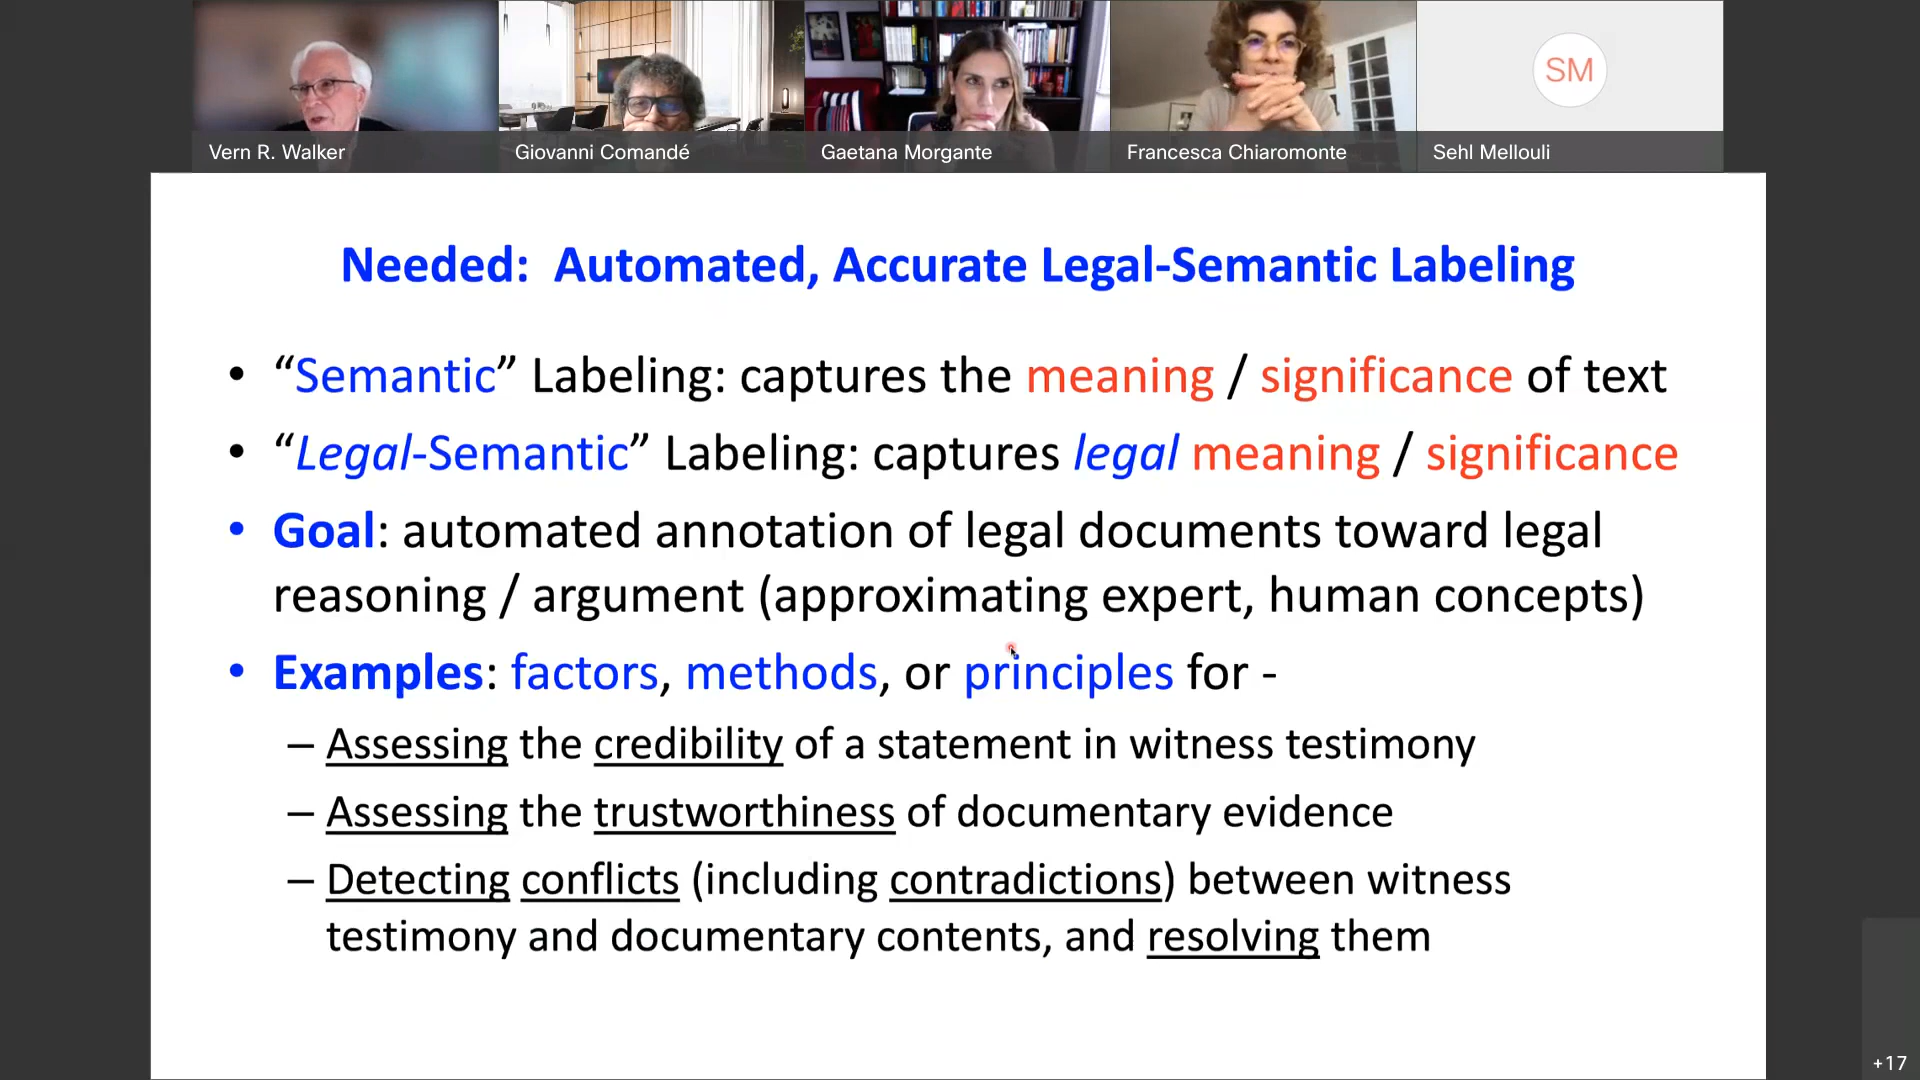 Vern R. Walker
Giovanni Comandé
Gaetana Morgante
Francesca Chiaromonte
SM
Sehl Mellouli
Needed:  Automated, Accurate Legal-Semantic Labeling
• “Semantic” Labeling: captures the meaning / significance of text
• “Legal-Semantic” Labeling: captures legal meaning / significance
• Goal: automated annotation of legal documents toward legal
reasoning / argument (approximating expert, human concepts)
• Examples: factors, methods, or principles for -
– Assessing the credibility of a statement in witness testimony
– Assessing the trustworthiness of documentary evidence
– Detecting conflicts (including contradictions) between witness
testimony and documentary contents, and resolving them
+17